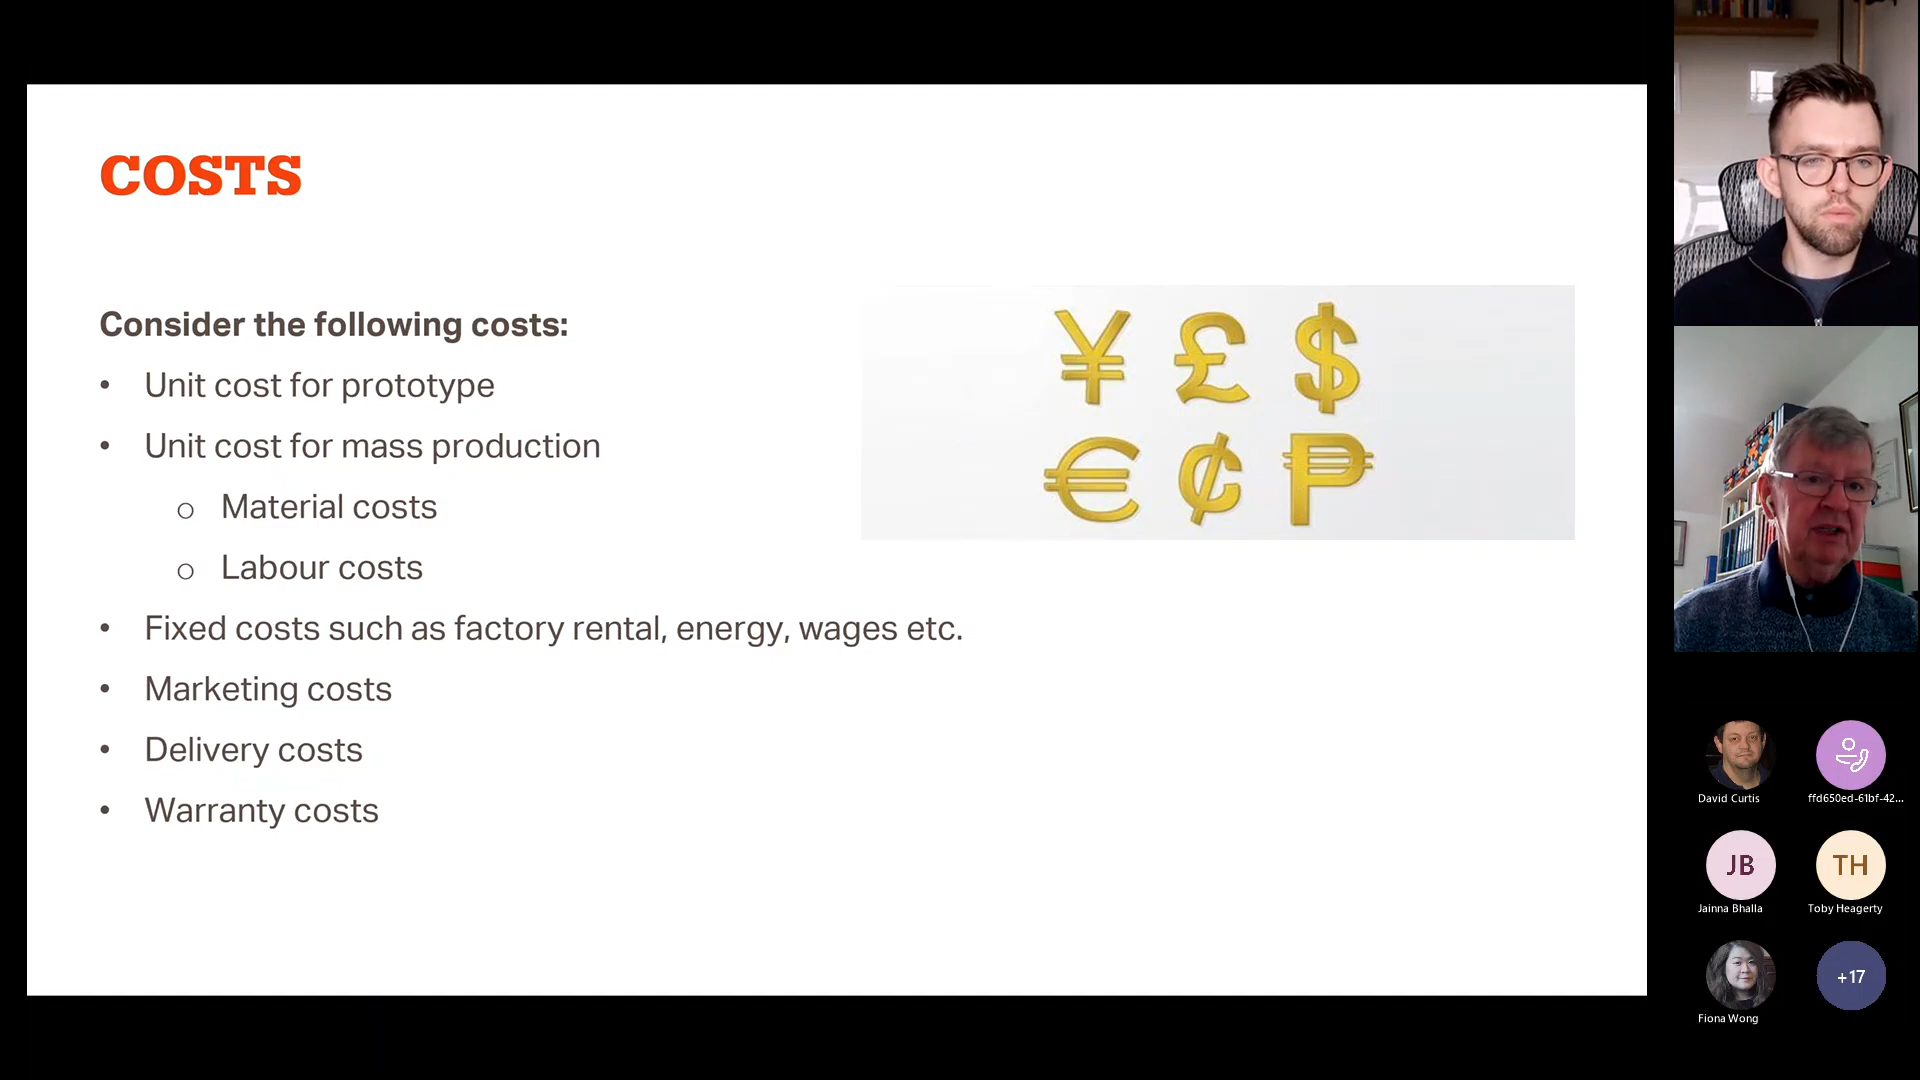 COSTS
Consider the following costs:
• Unit cost for prototype
• Unit cost for mass production
o Material costs
o Labour costs
• Fixed costs such as factory rental, energy, wages etc.
• Marketing costs
• Delivery costs
• Warranty costs
¥ £ $
€ ¢ ₱
David Curtis
ffd650ed-61bf-42...
JB
TH
Jainna Bhalla
Toby Heagerty
+17
Fiona Wong